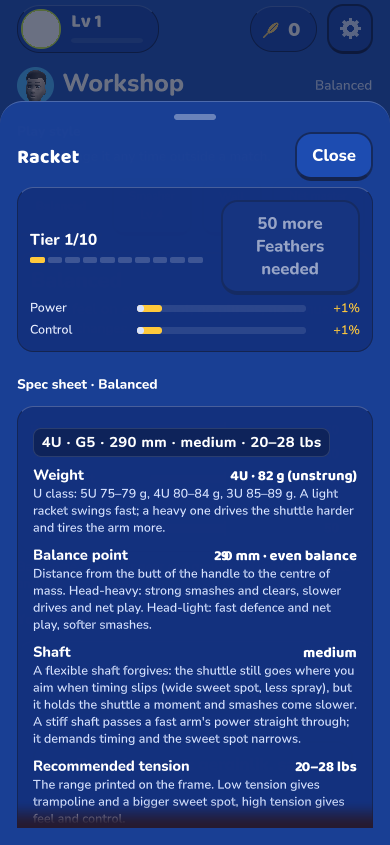 Lv 1
0
Workshop
Balanced
Racket
Close
Tier 1/10
50 more
Feathers
needed
Power
+1%
Control
+1%
Spec sheet · Balanced
4U · G5 · 290 mm · medium · 20–28 lbs
Weight
4U · 82 g (unstrung)
U class: 5U 75–79 g, 4U 80–84 g, 3U 85–89 g. A light
racket swings fast; a heavy one drives the shuttle harder
and tires the arm more.
Balance point
290 mm · even balance
Distance from the butt of the handle to the centre of
mass. Head-heavy: strong smashes and clears, slower
drives and net play. Head-light: fast defence and net
play, softer smashes.
Shaft
medium
A flexible shaft forgives: the shuttle still goes where you
aim when timing slips (wide sweet spot, less spray), but
it holds the shuttle a moment and smashes come slower.
A stiff shaft passes a fast arm's power straight through;
it demands timing and the sweet spot narrows.
Recommended tension
20–28 lbs
The range printed on the frame. Low tension gives
trampoline and a bigger sweet spot, high tension gives
feel and control.